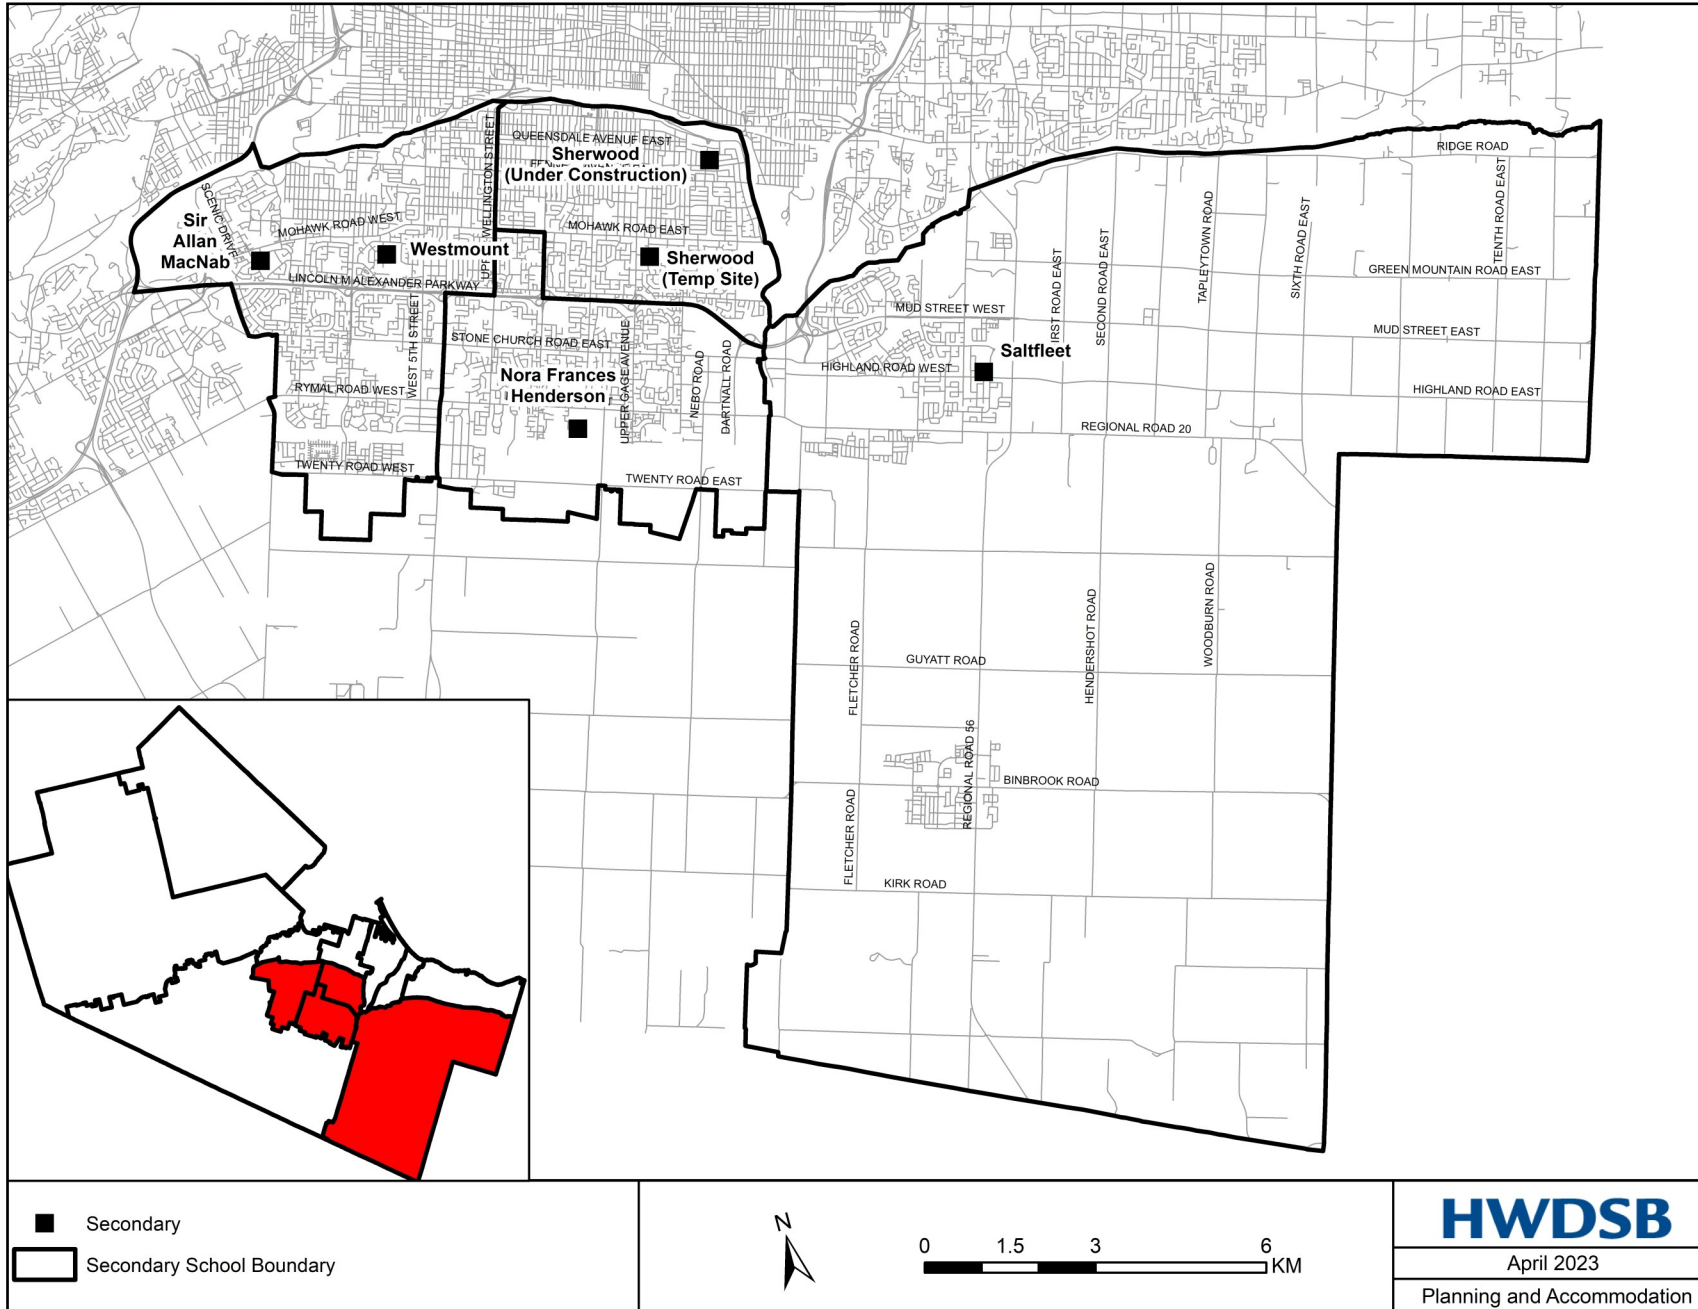 QUEENSDALE AVENUE EAST
Sherwood
(Under Construction)
UPPER WELLINGTON STREET
RIDGE ROAD
TENTH ROAD EAST
SCENIC DRIVE
Sir
Allan
MacNab
MOHAWK ROAD WEST
Westmount
MOHAWK ROAD EAST
Sherwood
(Temp Site)
LINCOLN M ALEXANDER PARKWAY
FIRST ROAD EAST
SECOND ROAD EAST
TAPLEYTOWN ROAD
SIXTH ROAD EAST
GREEN MOUNTAIN ROAD EAST
MUD STREET WEST
MUD STREET EAST
WEST 5TH STREET
STONE CHURCH ROAD EAST
UPPER GAGE AVENUE
NEBO ROAD
DARTNALL ROAD
Saltfleet
HIGHLAND ROAD WEST
HIGHLAND ROAD EAST
RYMAL ROAD WEST
Nora Frances
Henderson
REGIONAL ROAD 20
TWENTY ROAD WEST
TWENTY ROAD EAST
FLETCHER ROAD
GUYATT ROAD
HENDERSHOT ROAD
WOODBURN ROAD
REGIONAL ROAD 56
BINBROOK ROAD
FLETCHER ROAD
KIRK ROAD
Secondary
Secondary School Boundary
N
0 1.5 3 6
KM
HWDSB
April 2023
Planning and Accommodation